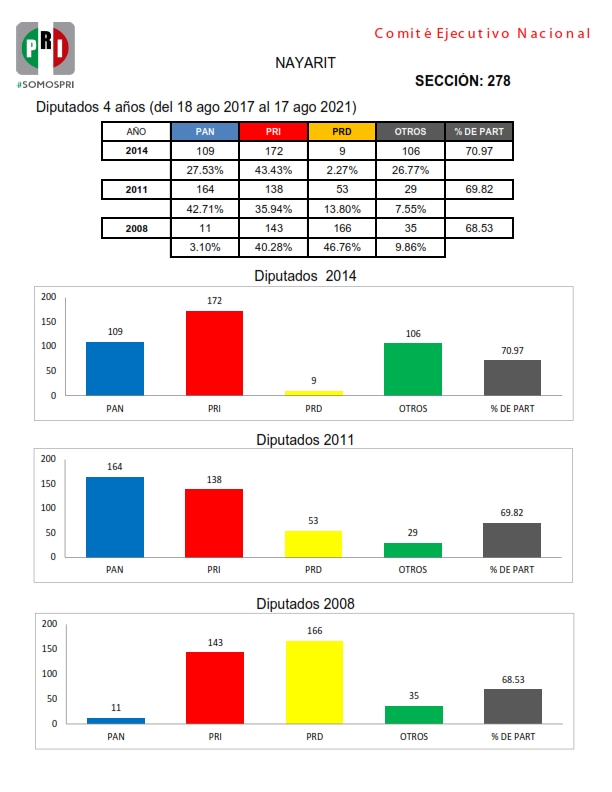 Comité Ejecutivo Nacional
PRI
#SOMOSPRI
NAYARIT
SECCIÓN: 278
Diputados 4 años (del 18 ago 2017 al 17 ago 2021)
AÑO PAN PRI PRD OTROS % DE PART
2014 109 172 9 106 70.97
27.53% 43.43% 2.27% 26.77%
2011 164 138 53 29 69.82
42.71% 35.94% 13.80% 7.55%
2008 11 143 166 35 68.53
3.10% 40.28% 46.76% 9.86%
Diputados 2014
200
150
100
50
0
109 172 9 106 70.97
PAN PRI PRD OTROS % DE PART
Diputados 2011
200
150
100
50
0
164 138 53 29 69.82
PAN PRI PRD OTROS % DE PART
Diputados 2008
200
150
100
50
0
11 143 166 35 68.53
PAN PRI PRD OTROS % DE PART